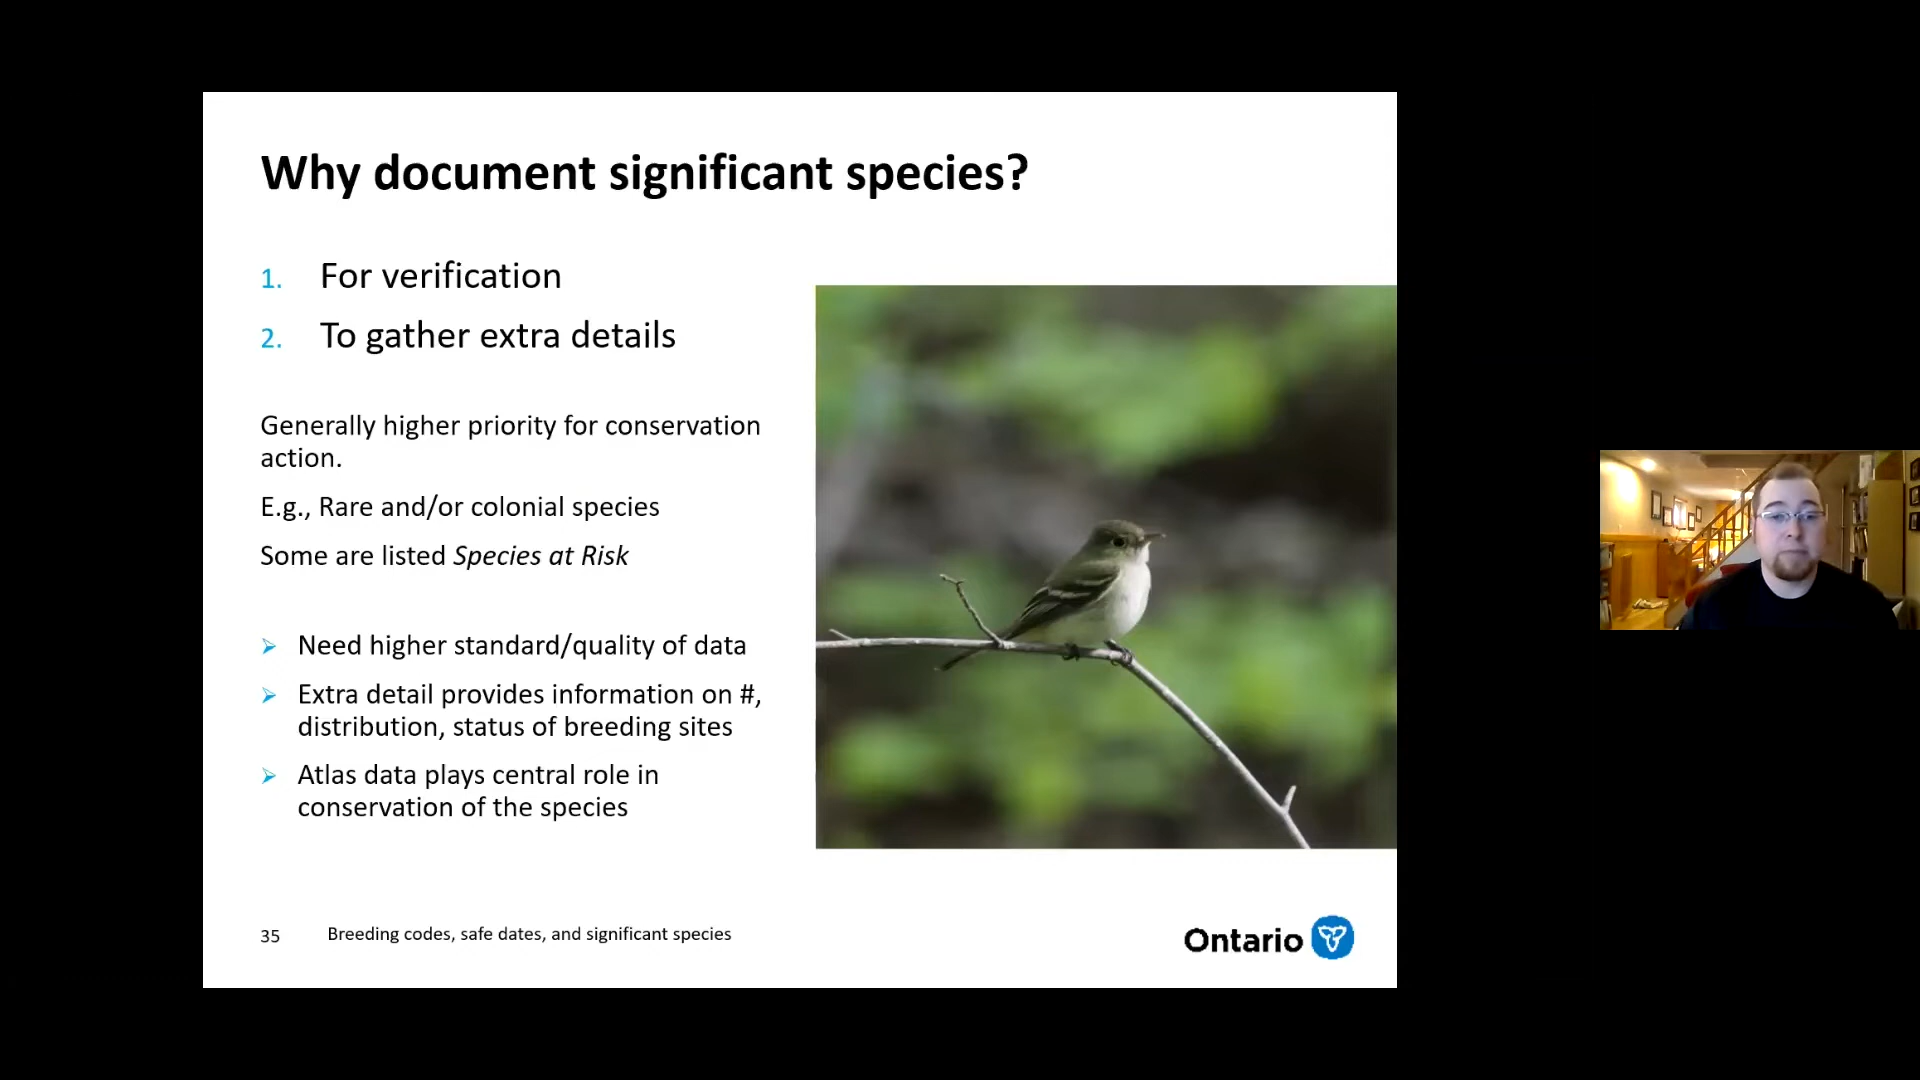 Why document significant species?
1. For verification
2. To gather extra details
Generally higher priority for conservation
action.
E.g., Rare and/or colonial species
Some are listed Species at Risk
➢ Need higher standard/quality of data
➢ Extra detail provides information on #,
distribution, status of breeding sites
➢ Atlas data plays central role in
conservation of the species
35 Breeding codes, safe dates, and significant species
Ontario